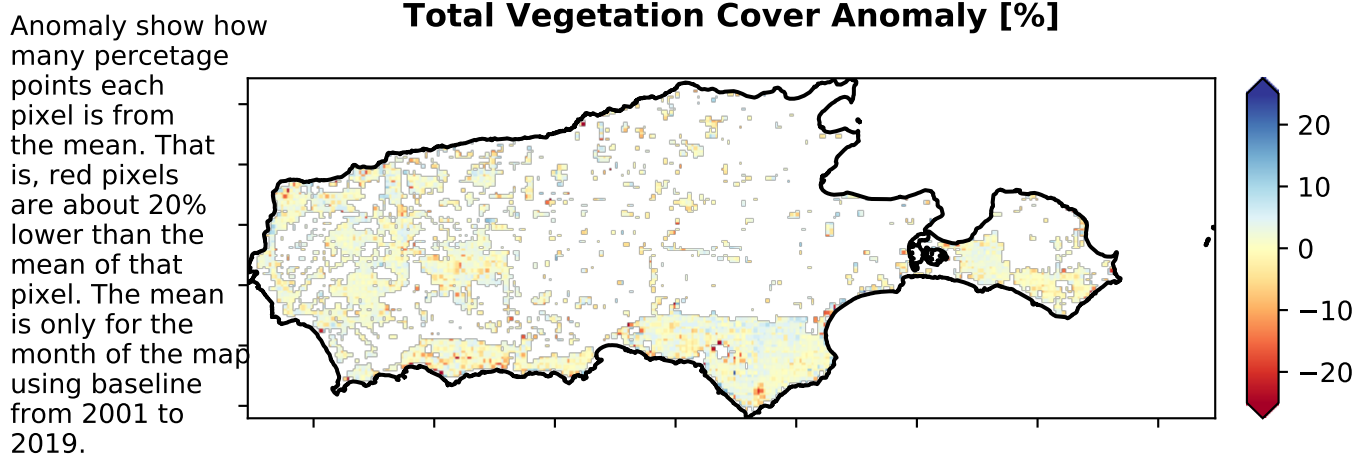 Total Vegetation Cover Anomaly [%]
Anomaly show how
many percetage
points each
pixel is from
the mean. That
is, red pixels
are about 20%
lower than the
mean of that
pixel. The mean
is only for the
month of the map
using baseline
from 2001 to
2019.
20
10
0
−10
−20